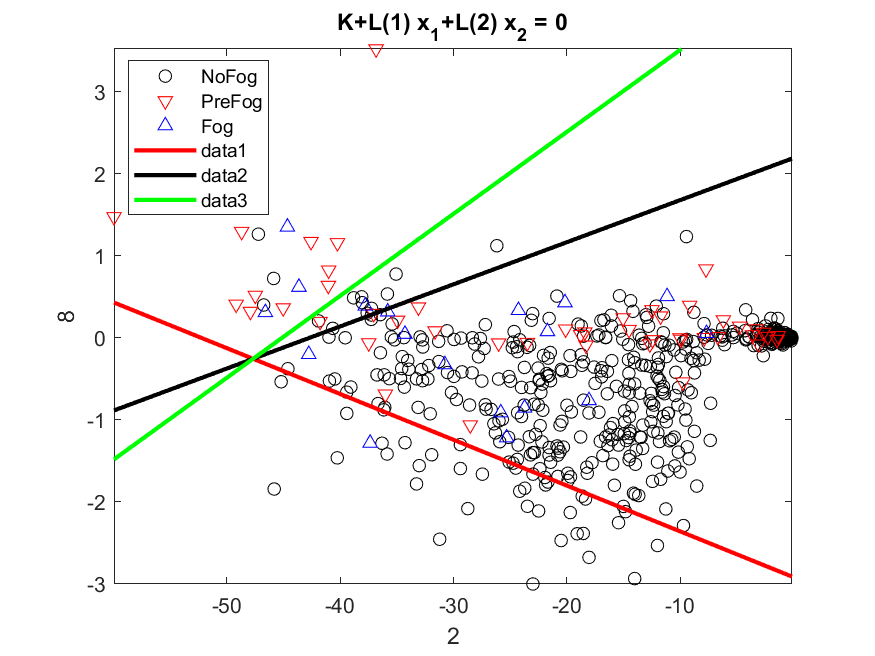 K+L(1) x1+L(2) x2 = 0
NoFog
PreFog
Fog
data1
data2
data3
3
2
1
0
-1
-2
-3
8
-50
-40
-30
-20
-10
2